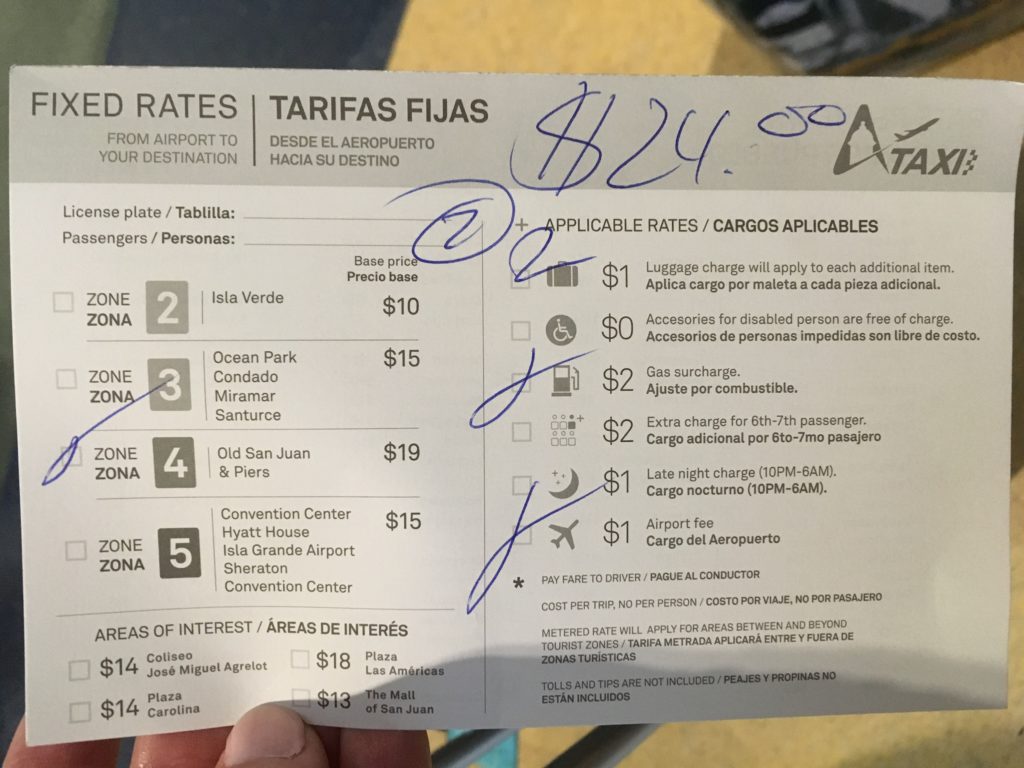 FIXED RATES | TARIFAS FIJAS
FROM AIRPORT TO YOUR DESTINATION
DESDE EL AEROPUERTO HACIA SU DESTINO
$24.00
ATAXI
License plate / Tablilla:
Passengers / Personas:
2
Base price
Precio base
ZONE ZONA 2 Isla Verde $10
ZONE ZONA 3 Ocean Park $15
Condado
Miramar
Santurce
ZONE ZONA 4 Old San Juan & Piers $19
ZONE ZONA 5 Convention Center $15
Hyatt House
Isla Grande Airport
Sheraton
Convention Center
AREAS OF INTEREST / ÁREAS DE INTERÉS
$14 Coliseo José Miguel Agrelot
$18 Plaza Las Américas
$14 Plaza Carolina
$13 The Mall of San Juan
+ APPLICABLE RATES / CARGOS APLICABLES
2 $1 Luggage charge will apply to each additional item.
Aplica cargo por maleta a cada pieza adicional.
$0 Accesories for disabled person are free of charge.
Accesorios de personas impedidas son libre de costo.
$2 Gas surcharge.
Ajuste por combustible.
$2 Extra charge for 6th-7th passenger.
Cargo adicional por 6to-7mo pasajero
$1 Late night charge (10PM-6AM).
Cargo nocturno (10PM-6AM).
$1 Airport fee
Cargo del Aeropuerto
* PAY FARE TO DRIVER / PAGUE AL CONDUCTOR
COST PER TRIP, NO PER PERSON / COSTO POR VIAJE, NO POR PASAJERO
METERED RATE WILL APPLY FOR AREAS BETWEEN AND BEYOND
TOURIST ZONES / TARIFA METRADA APLICARÁ ENTRE Y FUERA DE
ZONAS TURÍSTICAS
TOLLS AND TIPS ARE NOT INCLUDED / PEAJES Y PROPINAS NO
ESTÁN INCLUIDOS